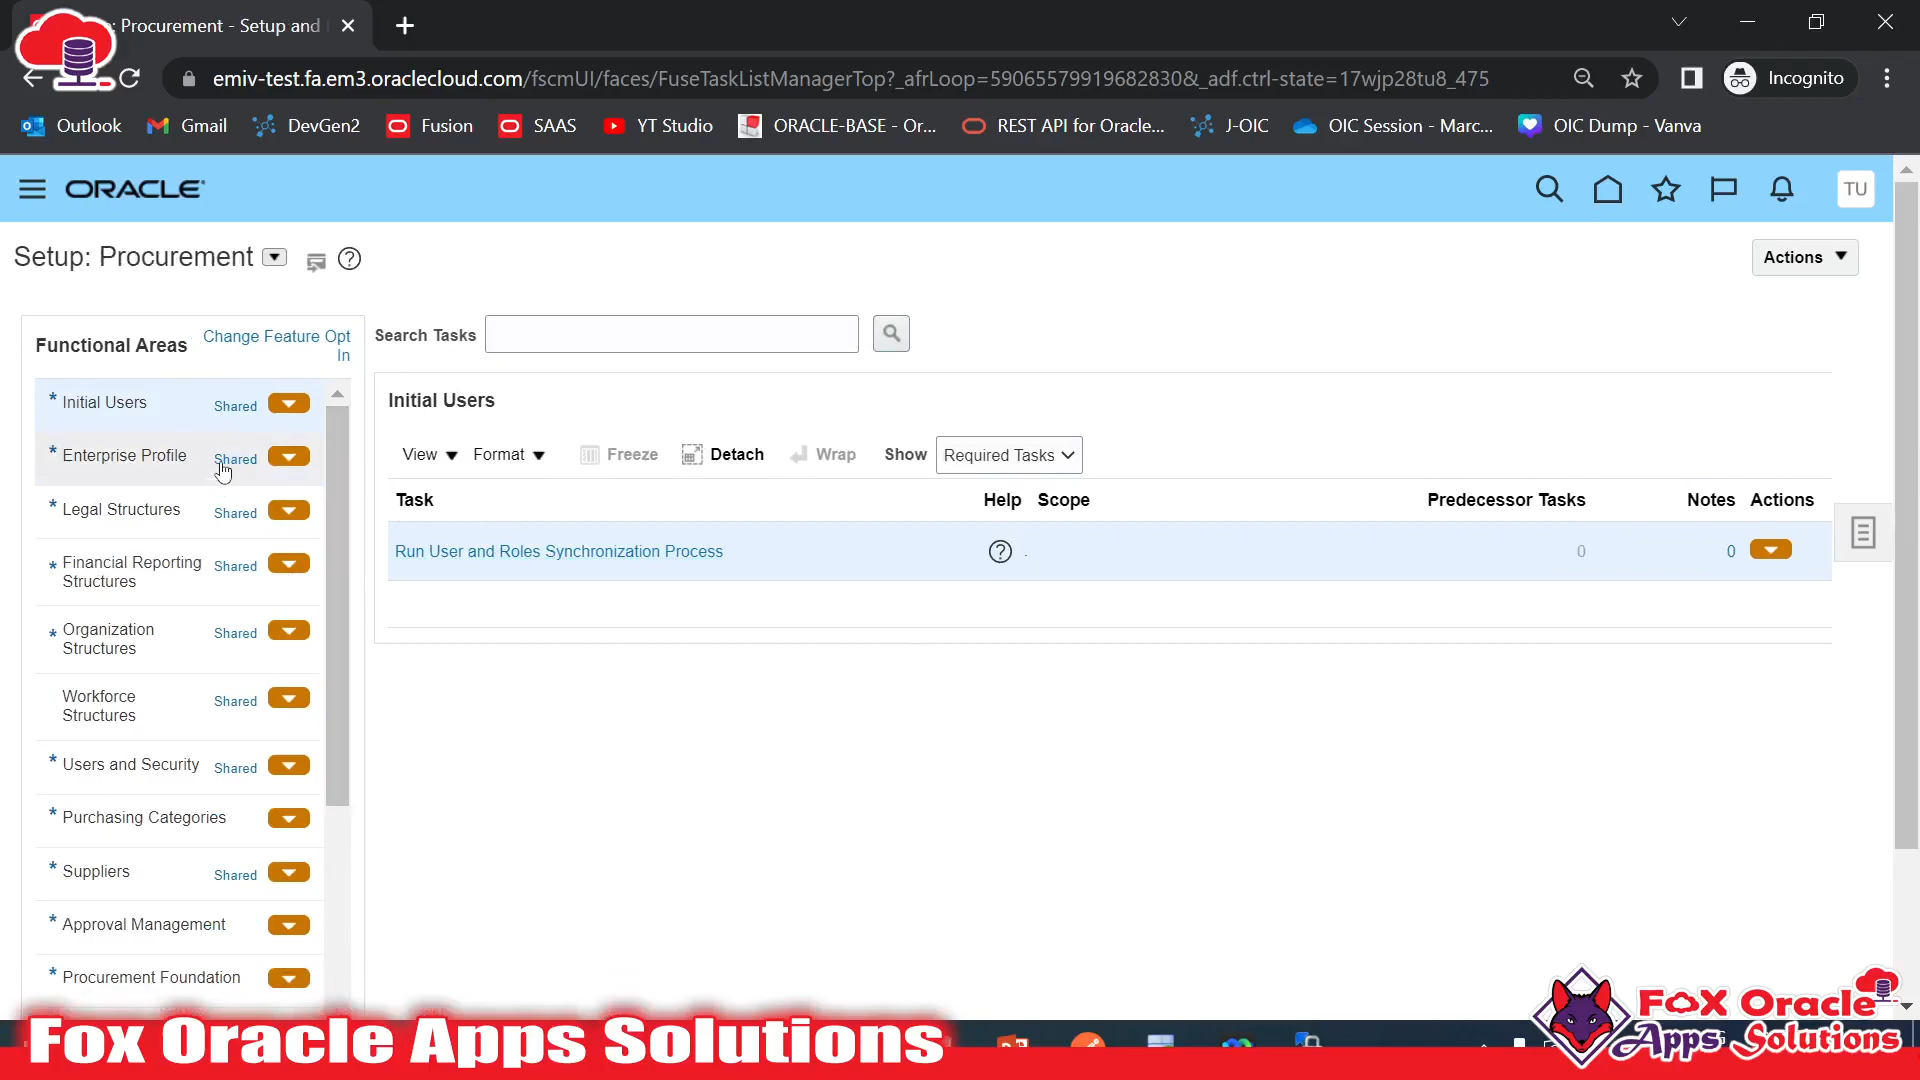 : Procurement - Setup and
emiv-test.fa.em3.oraclecloud.com/fscmUI/faces/FuseTaskListManagerTop?_afrLoop=59065579919682830&_adf.ctrl-state=17wjp28tu8_475
Incognito
Outlook
Gmail
DevGen2
Fusion
SAAS
YT Studio
ORACLE-BASE - Or...
REST API for Oracle...
J-OIC
OIC Session - Marc...
OIC Dump - Vanva
ORACLE
TU
Setup: Procurement
Actions
Functional Areas
Change Feature Opt
In
* Initial Users Shared
* Enterprise Profile Shared
* Legal Structures Shared
* Financial Reporting
Structures Shared
* Organization
Structures Shared
Workforce
Structures Shared
* Users and Security Shared
* Purchasing Categories
* Suppliers Shared
* Approval Management
* Procurement Foundation
Search Tasks
Initial Users
View Format Freeze Detach Wrap Show Required Tasks
Task Help Scope Predecessor Tasks Notes Actions
Run User and Roles Synchronization Process . 0 0
Fox Oracle Apps Solutions
Fox Oracle
Apps Solutions